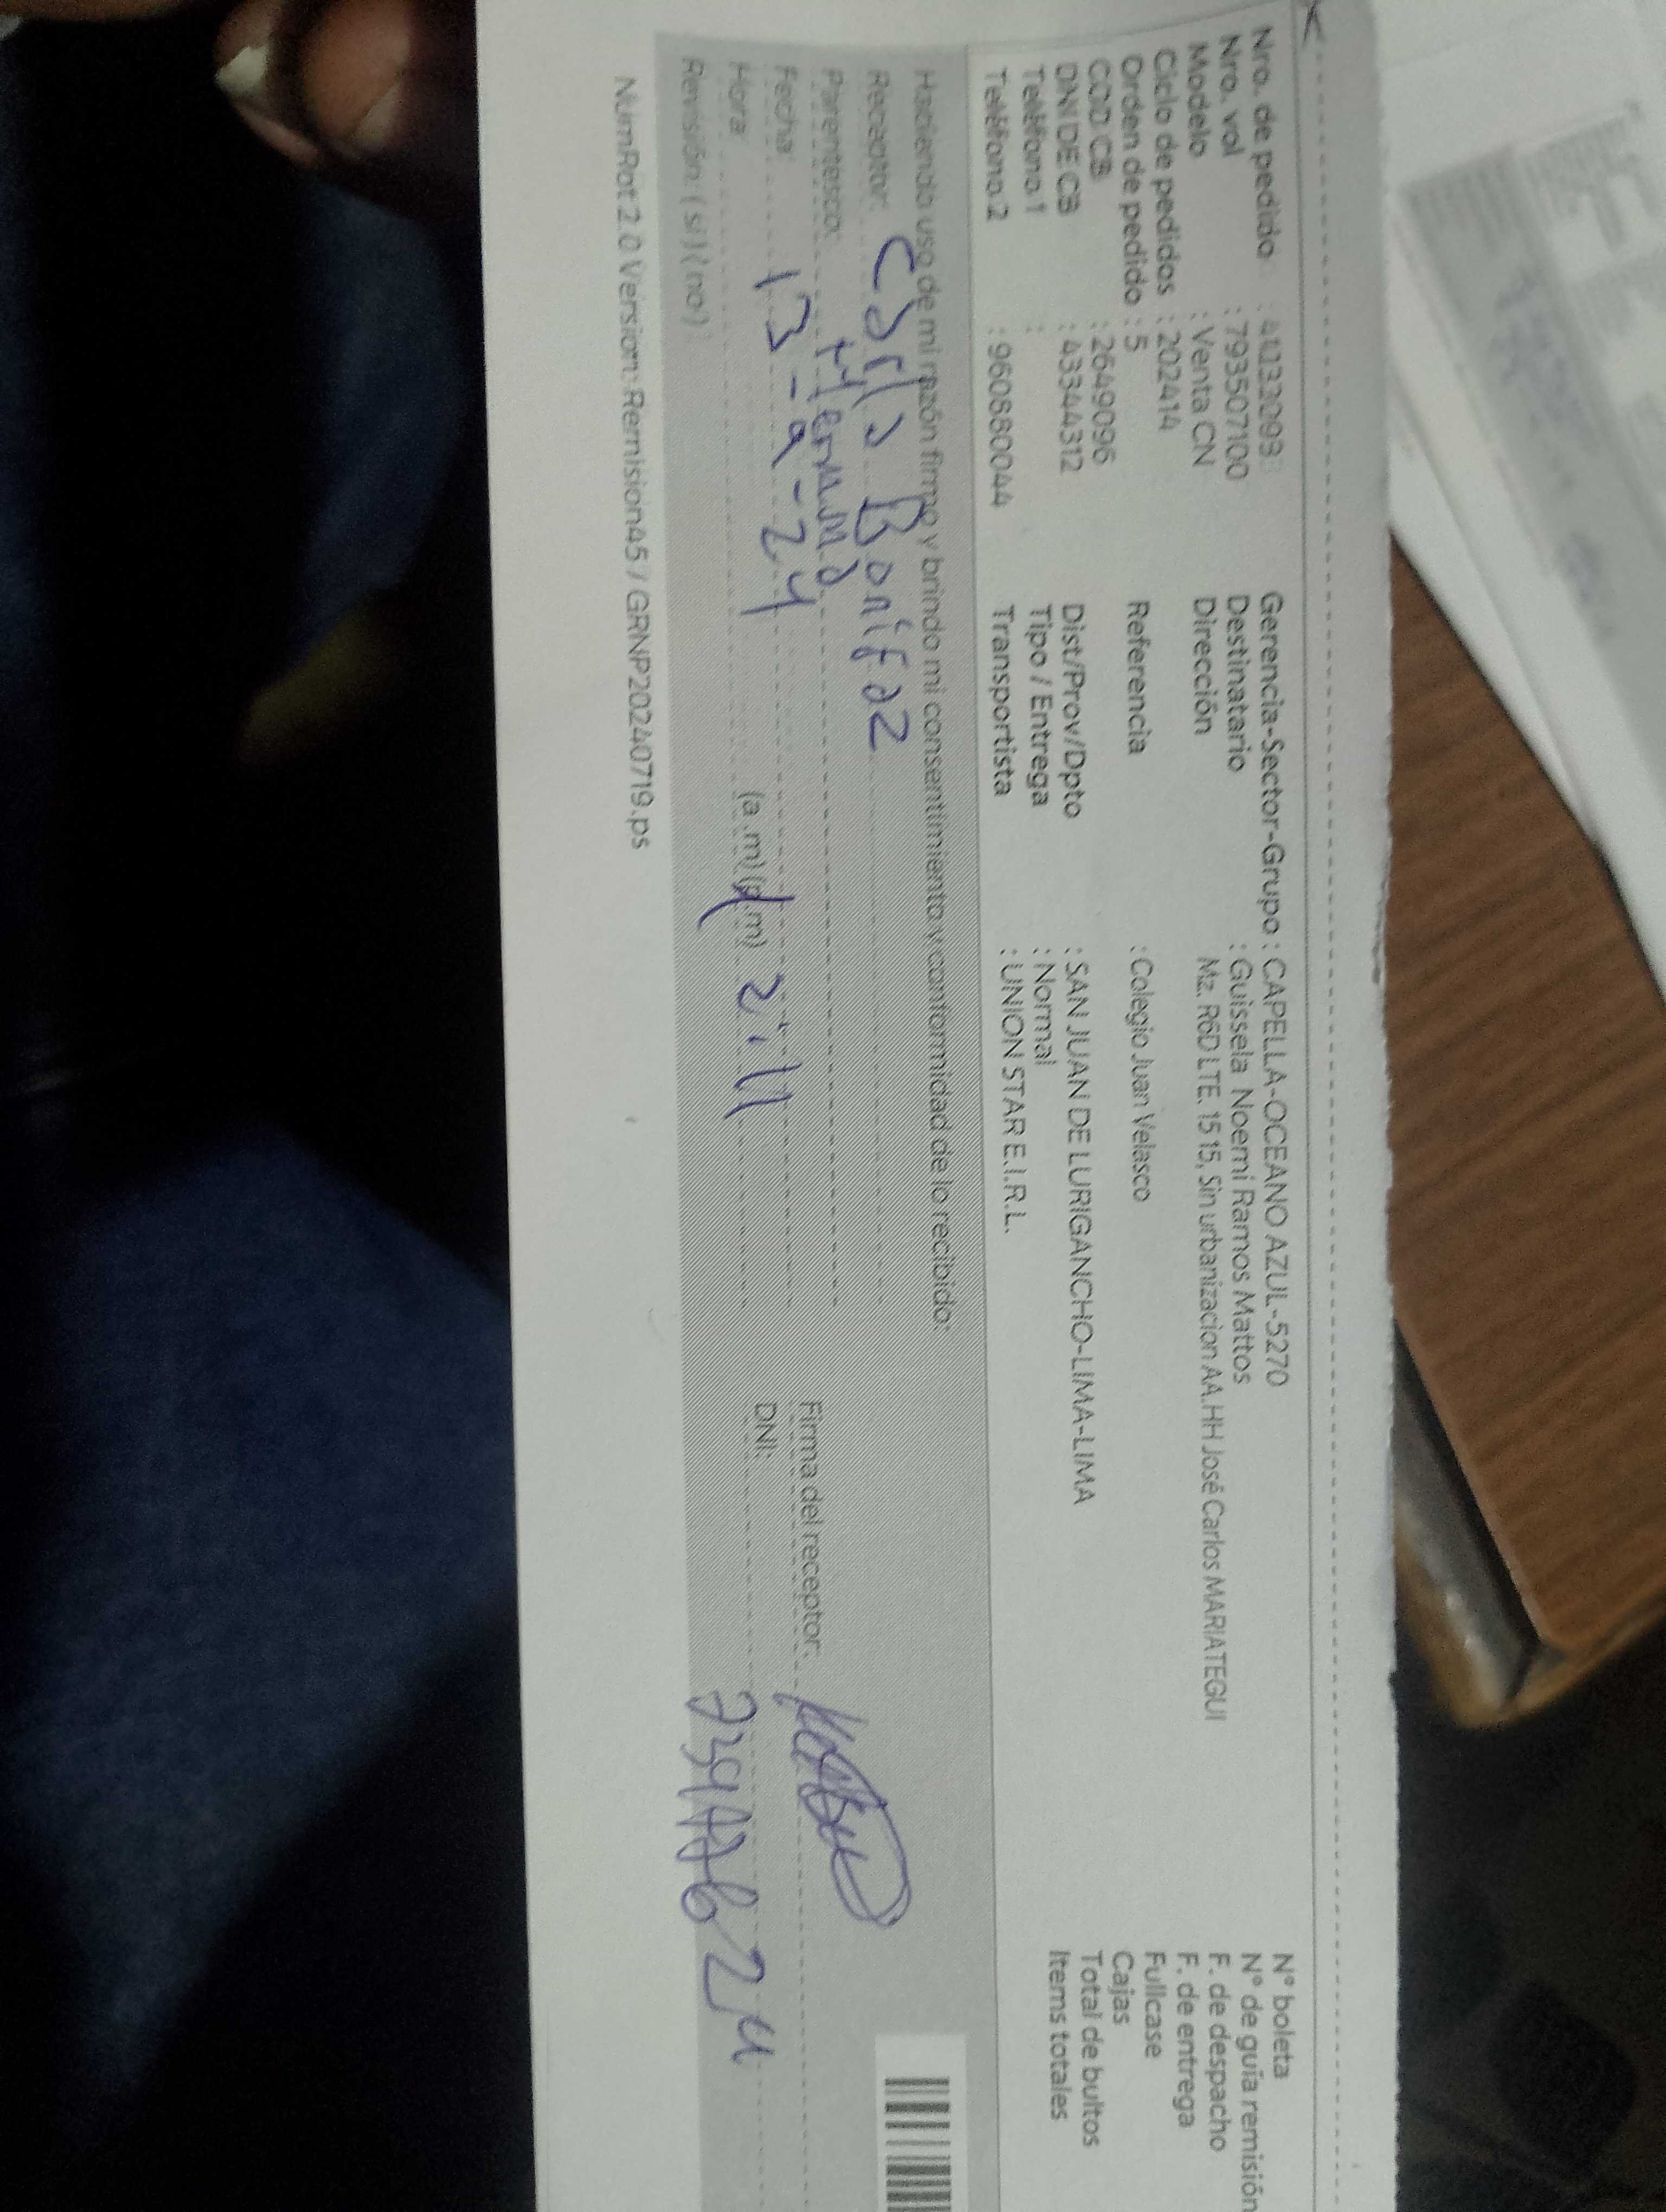 Nro. de pedido
Nro. vol : 793507100
Modelo : Venta CN
Ciclo de pedidos : 202414
Orden de pedido : 5
COD CB : 2649096
DNI DE CB : 43344312
Teléfono 1 :
Teléfono 2 : 960880044
Gerencia-Sector-Grupo : CAPELLA-OCEANO AZUL-5270
Destinatario : Guissela Noemi Ramos Mattos
Dirección Mz. R6D LTE. 15 15, Sin urbanizacion AA.HH José Carlos MARIATEGUI
Referencia : Colegio Juan Velasco
Dist/Prov/Dpto : SAN JUAN DE LURIGANCHO-LIMA-LIMA
Tipo / Entrega : Normal
Transportista : UNION STAR E.I.R.L.
N° boleta
N° de guía remisión
F. de despacho
F. de entrega
Fullcase
Cajas
Total de bultos
Items totales
Haciendo uso de mi razón firmo y brindo mi consentimiento y conformidad de lo recibido:
Receptor: Carla Bonifaz
Parentesco: Hermana
Fecha: 13-9-24
Hora: (a.m) (p.m) 2:11
Revisión: ( si ) ( no )
Firma del receptor:
DNI:
NumRot 2.0 Version: Remision45 / GRNP20240719.ps